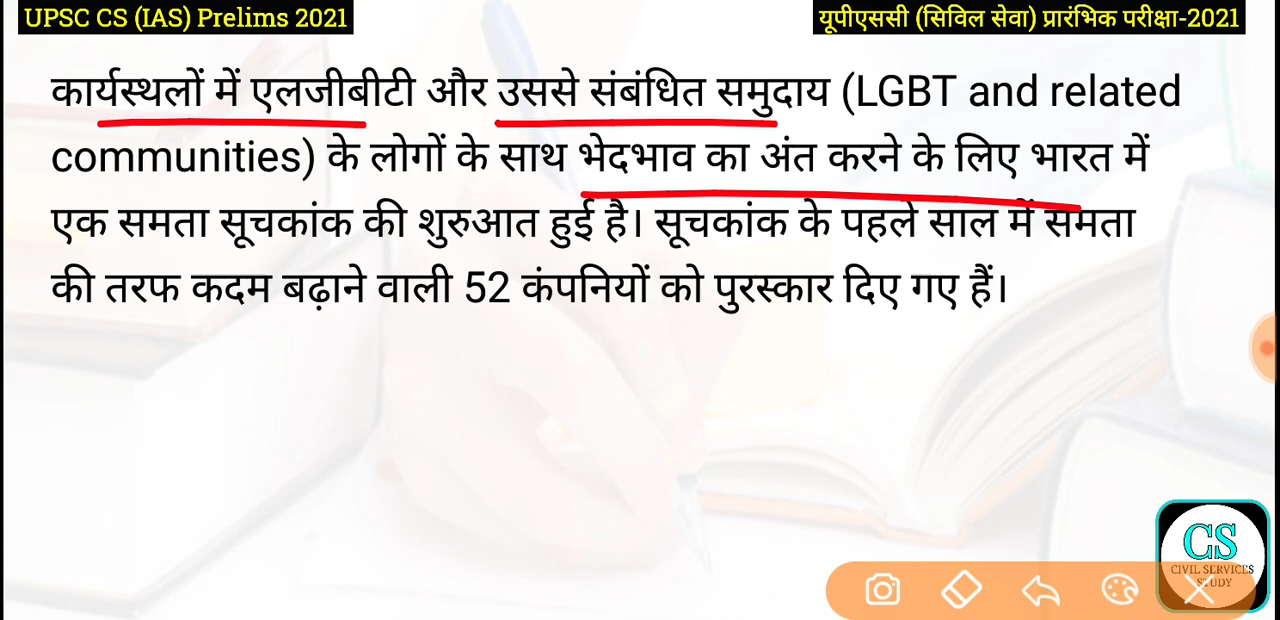 UPSC CS (IAS) Prelims 2021
यूपीएससी (सिविल सेवा) प्रारंभिक परीक्षा-2021
कार्यस्थलों में एलजीबीटी और उससे संबंधित समुदाय (LGBT and related
communities) के लोगों के साथ भेदभाव का अंत करने के लिए भारत में
एक समता सूचकांक की शुरुआत हुई है। सूचकांक के पहले साल में समता
की तरफ कदम बढ़ाने वाली 52 कंपनियों को पुरस्कार दिए गए हैं।
CS
CIVIL SERVICES
STUDY